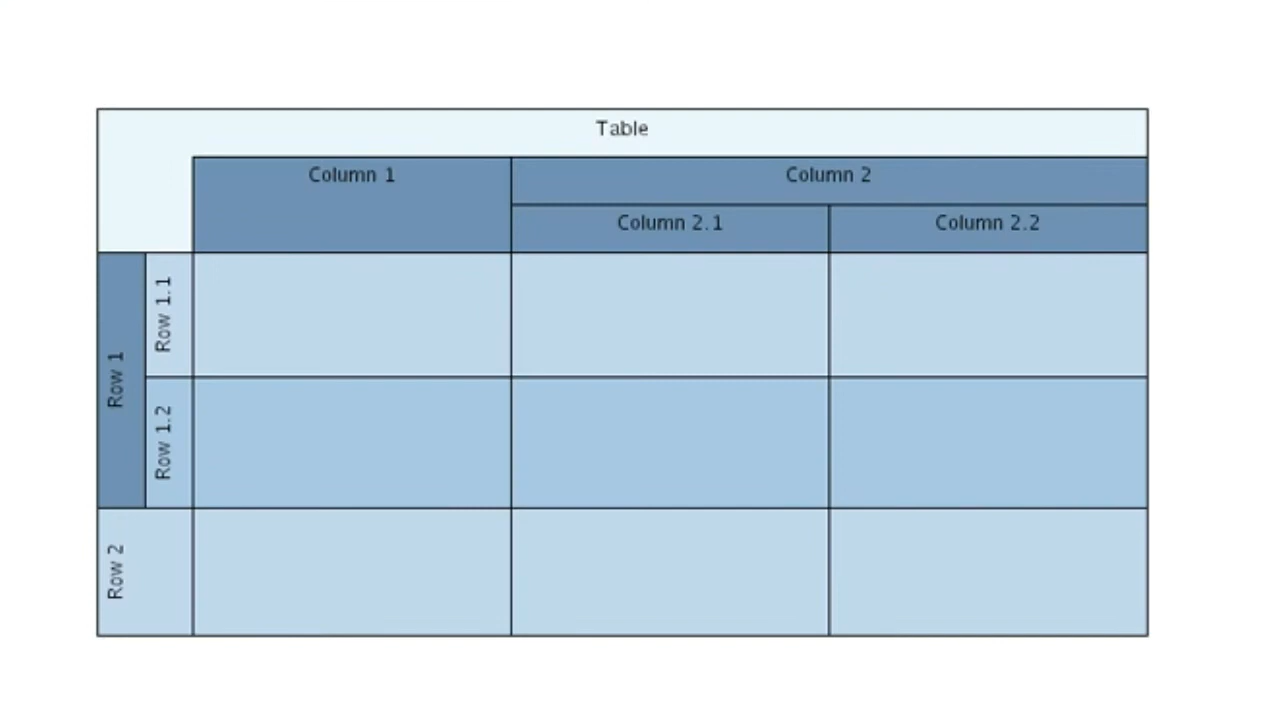 Table
Column 1
Column 2
Column 2.1
Column 2.2
Row 1
Row 1.1
Row 1.2
Row 2